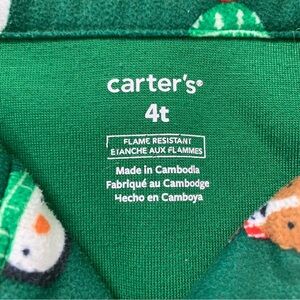 carter's®
4t
FLAME RESISTANT
ÉTANCHE AUX FLAMMES
Made in Cambodia
Fabriqué au Cambodge
Hecho en Camboya